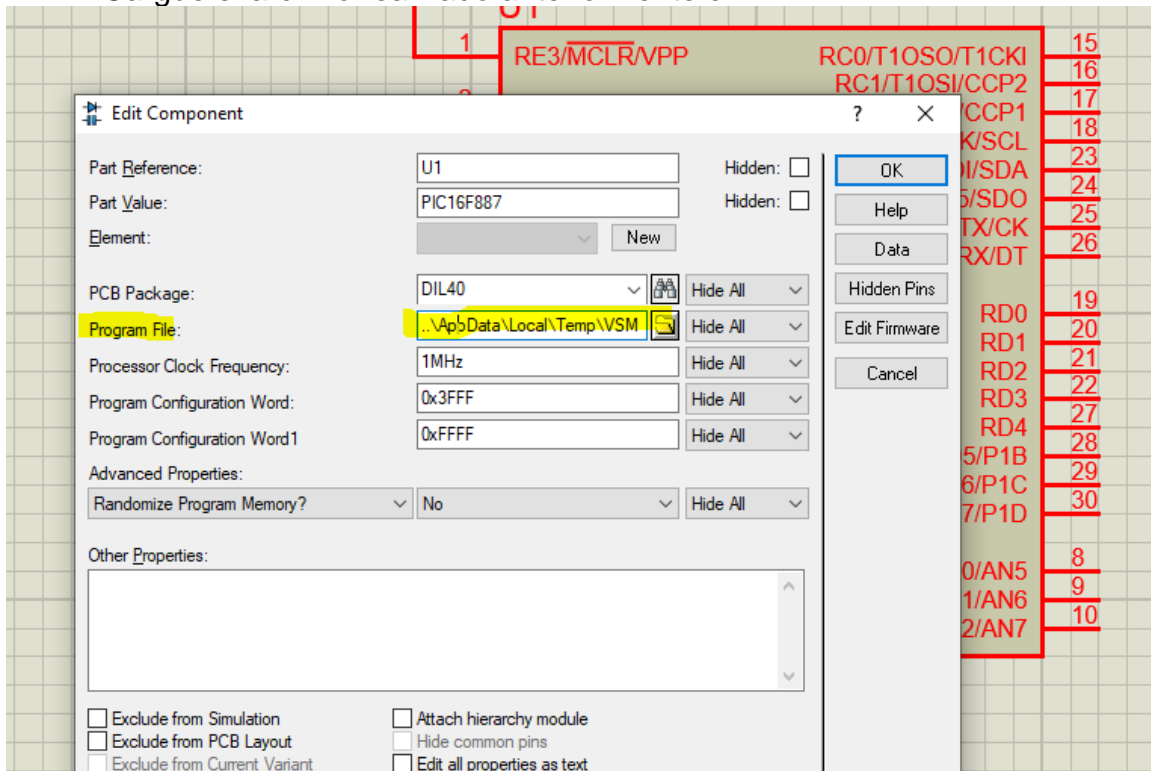 U1
1
RE3/MCLR/VPP
RC0/T1OSO/T1CKI
15
RC1/T1OSI/CCP2
16
/CCP1
17
K/SCL
18
DI/SDA
23
5/SDO
24
TX/CK
25
RX/DT
26
RD0
19
RD1
20
RD2
21
RD3
22
RD4
27
5/P1B
28
6/P1C
29
7/P1D
30
0/AN5
8
1/AN6
9
2/AN7
10
Edit Component ? ×
Part Reference: U1 Hidden: OK
Part Value: PIC16F887 Hidden: Help
Element: New Data
PCB Package: DIL40 Hide All Hidden Pins
Program File: ..\AppData\Local\Temp\VSM Hide All Edit Firmware
Processor Clock Frequency: 1MHz Hide All Cancel
Program Configuration Word: 0x3FFF Hide All
Program Configuration Word1 0xFFFF Hide All
Advanced Properties:
Randomize Program Memory? No Hide All
Other Properties:
Exclude from Simulation Attach hierarchy module
Exclude from PCB Layout Hide common pins
Exclude from Current Variant Edit all properties as text